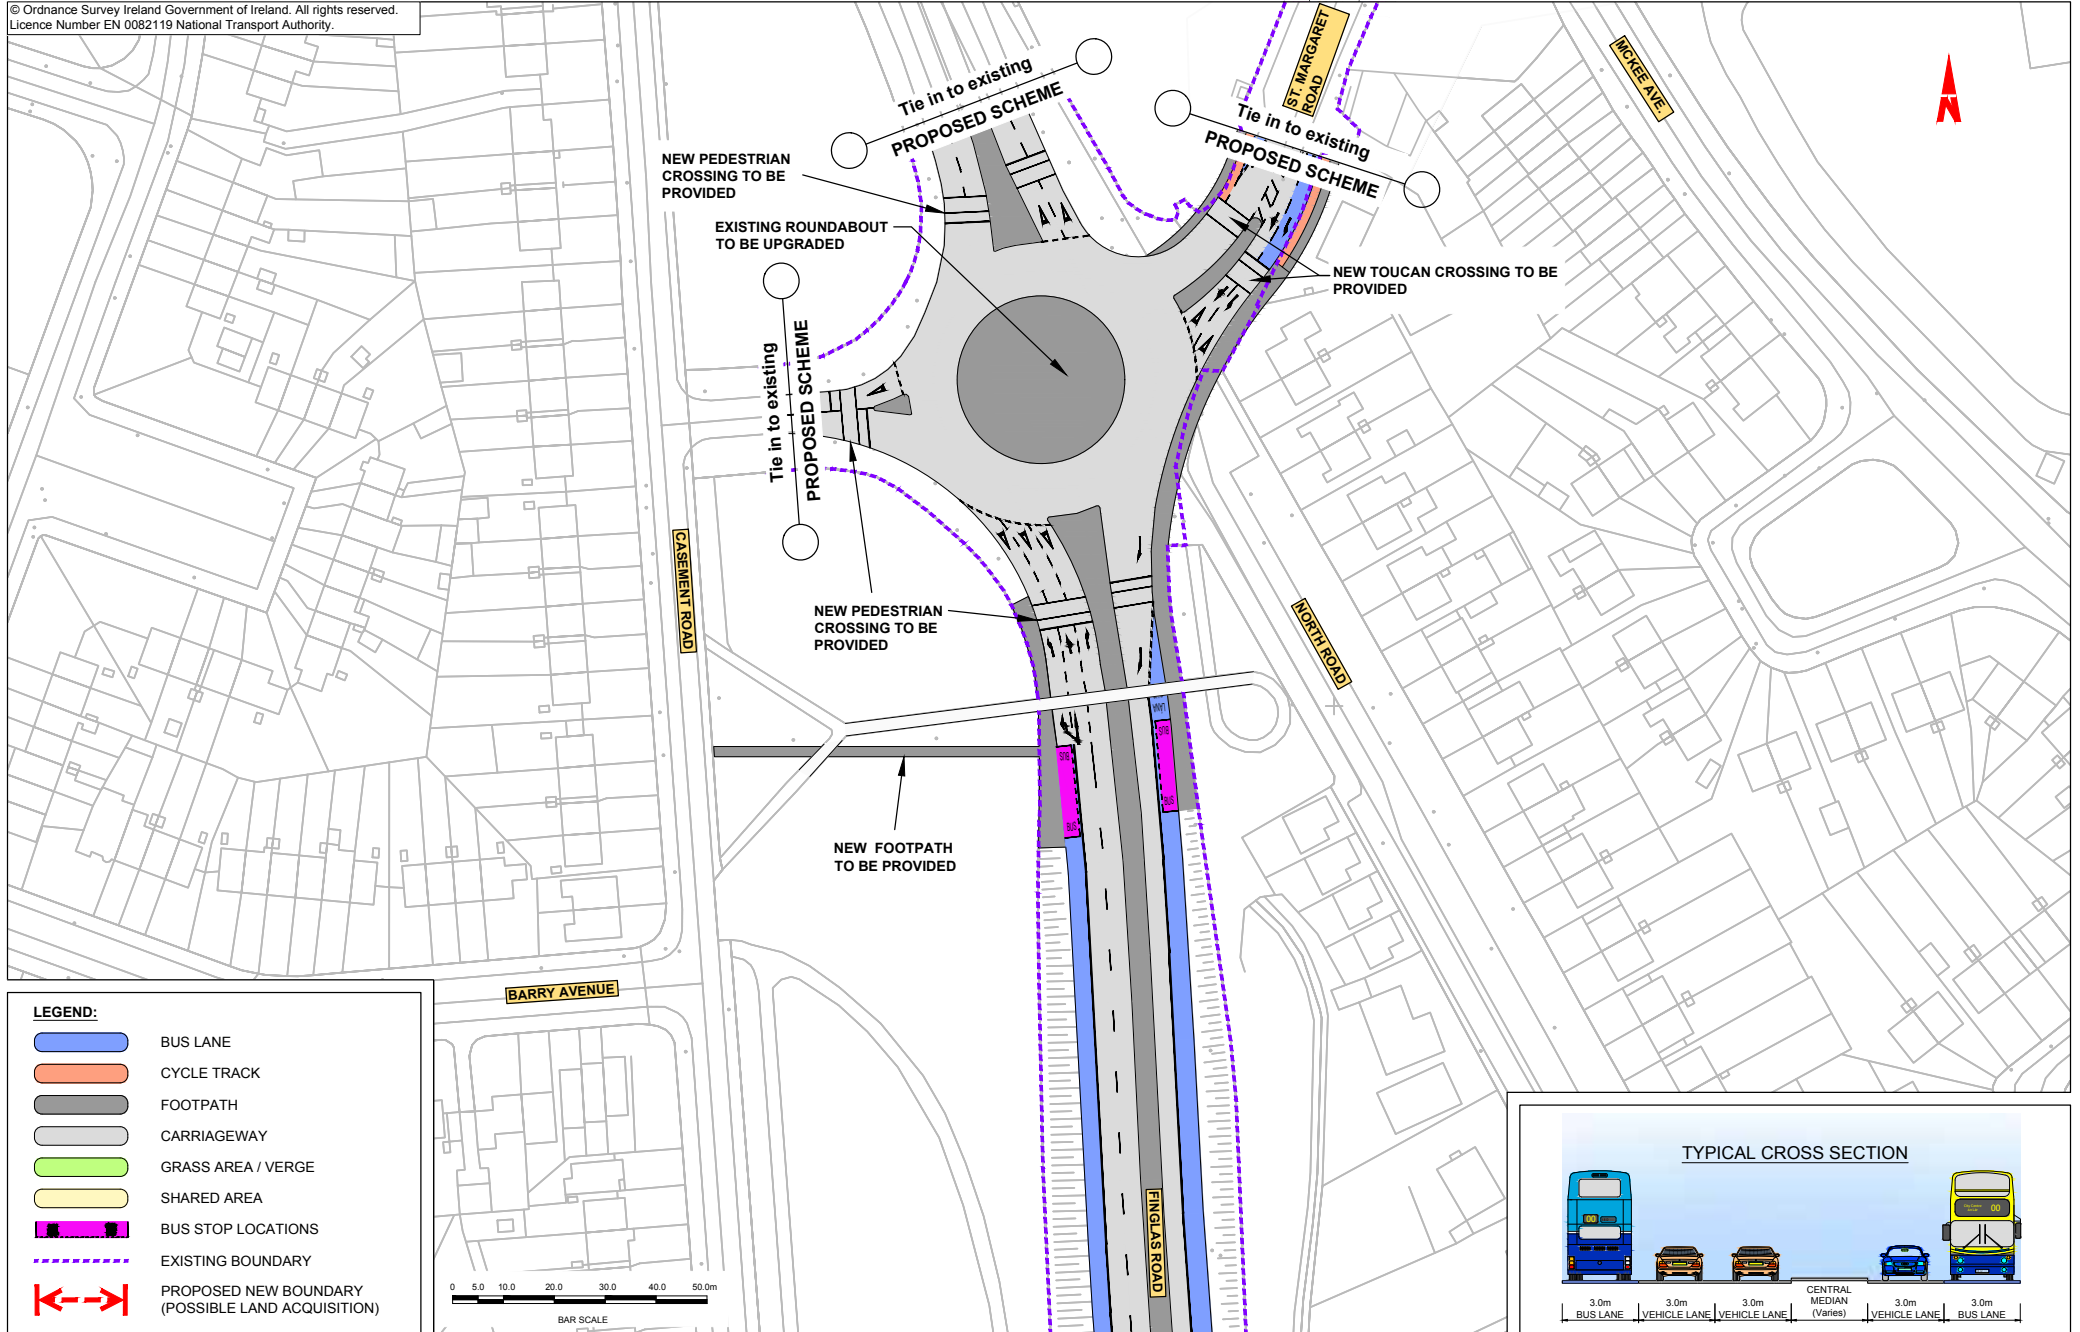 © Ordnance Survey Ireland Government of Ireland. All rights reserved.
Licence Number EN 0082119 National Transport Authority.
Tie in to existing
PROPOSED SCHEME
ST. MARGARET
ROAD
Tie in to existing
PROPOSED SCHEME
MCKEE AVE.
N
NEW PEDESTRIAN
CROSSING TO BE
PROVIDED
EXISTING ROUNDABOUT
TO BE UPGRADED
NEW TOUCAN CROSSING TO BE
PROVIDED
Tie in to existing
PROPOSED SCHEME
CASEMENT ROAD
NEW PEDESTRIAN
CROSSING TO BE
PROVIDED
NORTH ROAD
BUS
BUS
BUS
BUS
NEW FOOTPATH
TO BE PROVIDED
BARRY AVENUE
FINGLAS ROAD
LEGEND:
BUS LANE
CYCLE TRACK
FOOTPATH
CARRIAGEWAY
GRASS AREA / VERGE
SHARED AREA
BUS STOP LOCATIONS
EXISTING BOUNDARY
PROPOSED NEW BOUNDARY
(POSSIBLE LAND ACQUISITION)
0 5.0 10.0 20.0 30.0 40.0 50.0m
BAR SCALE
TYPICAL CROSS SECTION
00
00
3.0m
BUS LANE
3.0m
VEHICLE LANE
3.0m
VEHICLE LANE
CENTRAL
MEDIAN
(Varies)
3.0m
VEHICLE LANE
3.0m
BUS LANE